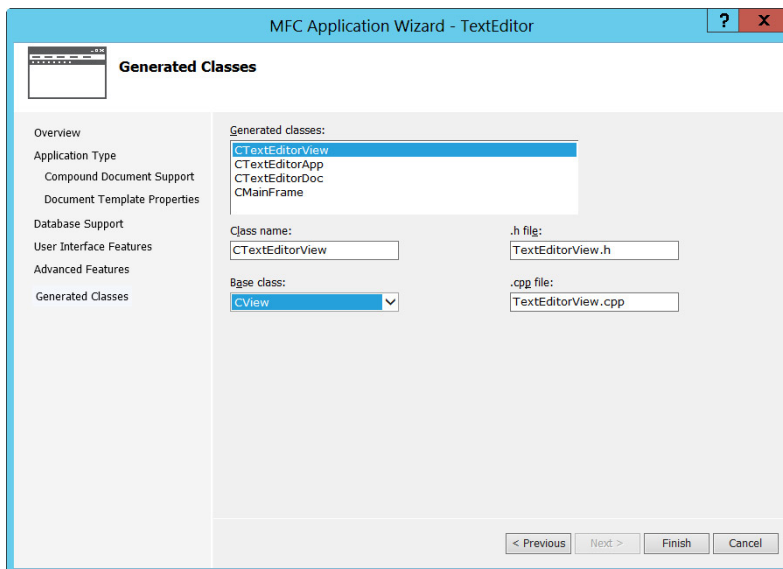 MFC Application Wizard - TextEditor
?
x
Generated Classes
Overview
Application Type
Compound Document Support
Document Template Properties
Database Support
User Interface Features
Advanced Features
Generated Classes
Generated classes:
CTextEditorView
CTextEditorApp
CTextEditorDoc
CMainFrame
Class name:
CTextEditorView
.h file:
TextEditorView.h
Base class:
CView
.cpp file:
TextEditorView.cpp
< Previous
Next >
Finish
Cancel